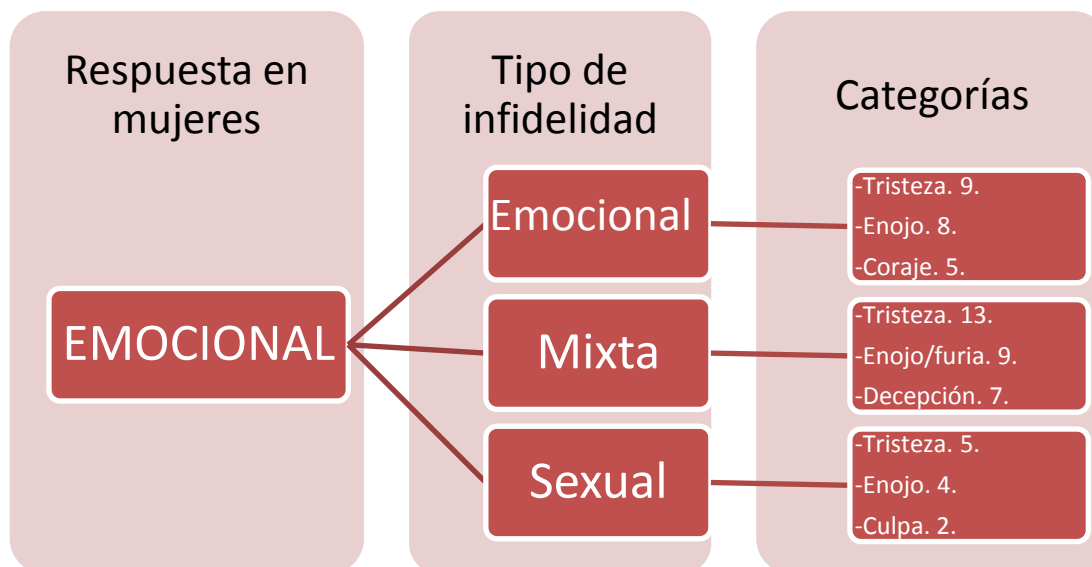 Respuesta en
mujeres
EMOCIONAL
Tipo de
infidelidad
Emocional
Mixta
Sexual
Categorías
-Tristeza. 9.
-Enojo. 8.
-Coraje. 5.
-Tristeza. 13.
-Enojo/furia. 9.
-Decepción. 7.
-Tristeza. 5.
-Enojo. 4.
-Culpa. 2.